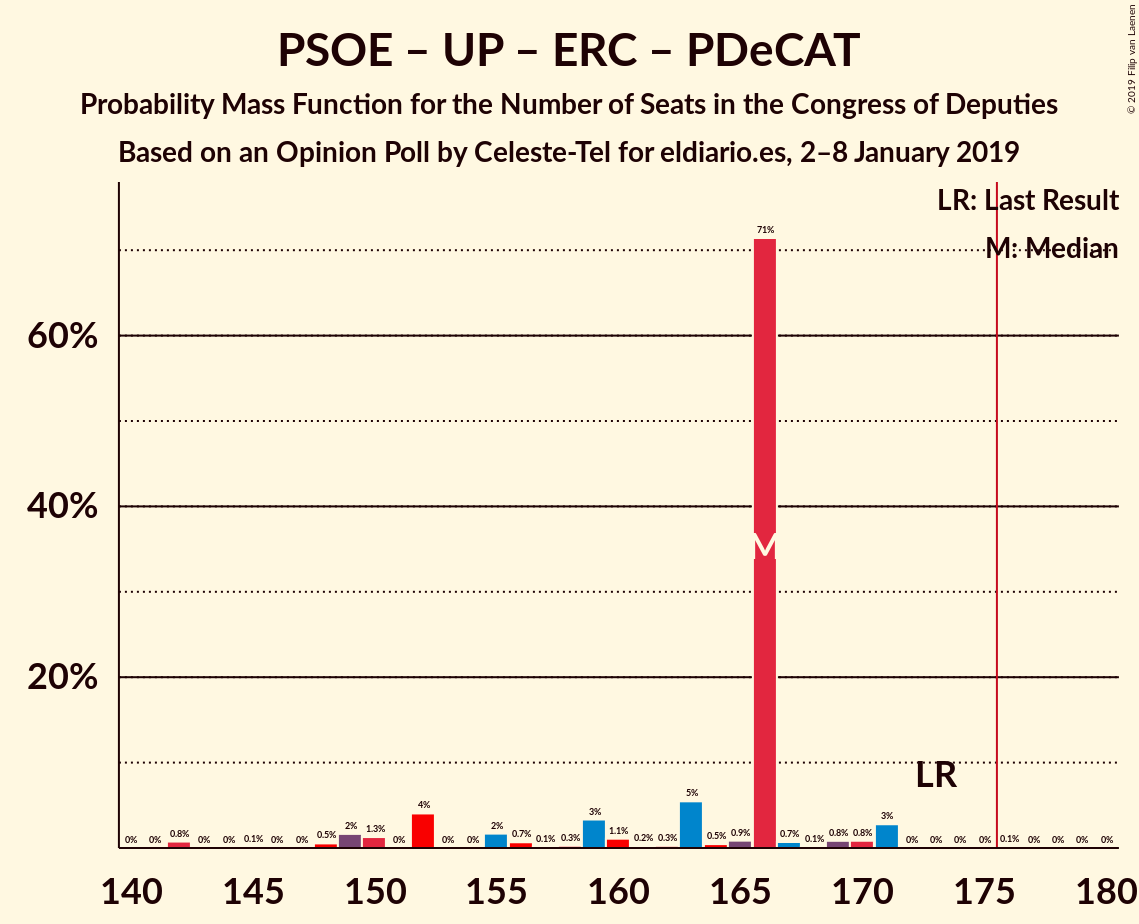 PSOE – UP – ERC – PDeCAT
Probability Mass Function for the Number of Seats in the Congress of Deputies
Based on an Opinion Poll by Celeste-Tel for eldiario.es, 2–8 January 2019
© 2019 Filip van Laenen
LR: Last Result
M: Median
60%
40%
20%
71%
M
LR
0% 0% 0.8% 0% 0% 0.1% 0% 0% 0.5% 2% 1.3% 0% 4% 0% 0% 2% 0.7% 0.1% 0.3% 3% 1.1% 0.2% 0.3% 5% 0.5% 0.9% 0.7% 0.1% 0.8% 0.8% 3% 0% 0% 0% 0% 0.1% 0% 0% 0% 0%
140 145 150 155 160 165 170 175 180